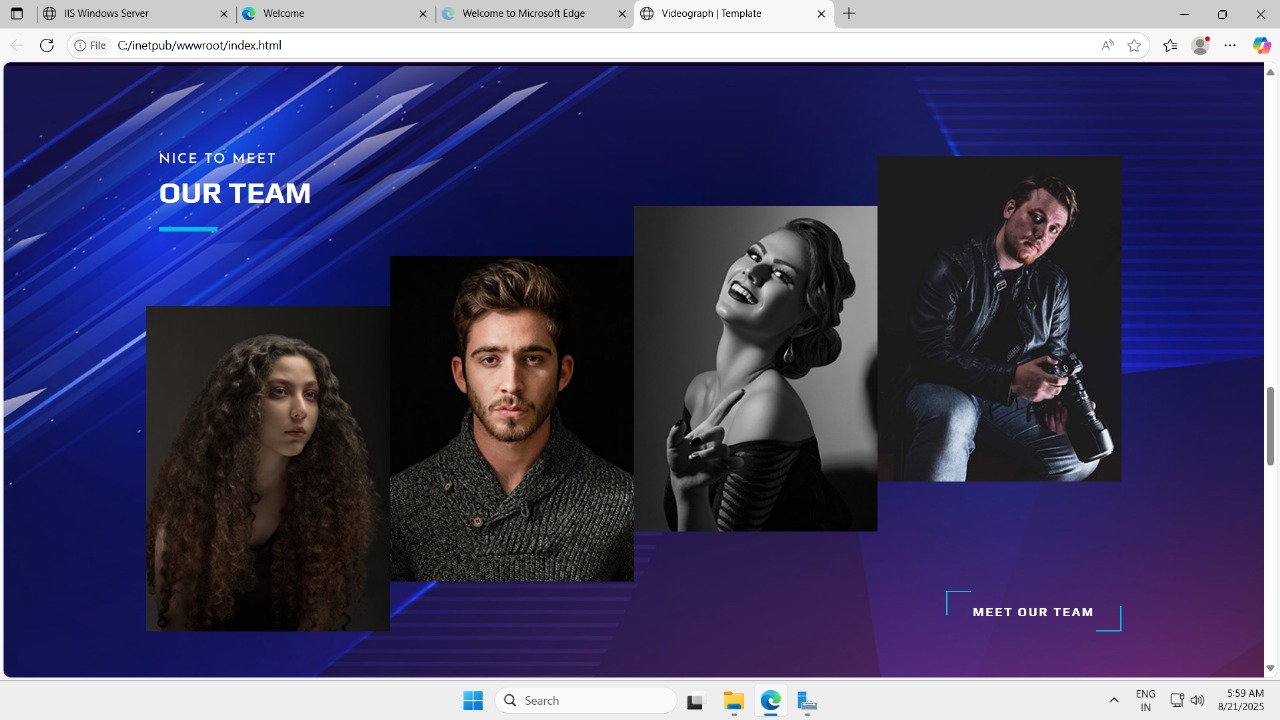 IIS Windows Server
Welcome
Welcome to Microsoft Edge
Videograph | Template
File
C:/inetpub/wwwroot/index.html
NICE TO MEET
OUR TEAM
MEET OUR TEAM
Search
ENG
IN
5:59 AM
8/21/2025